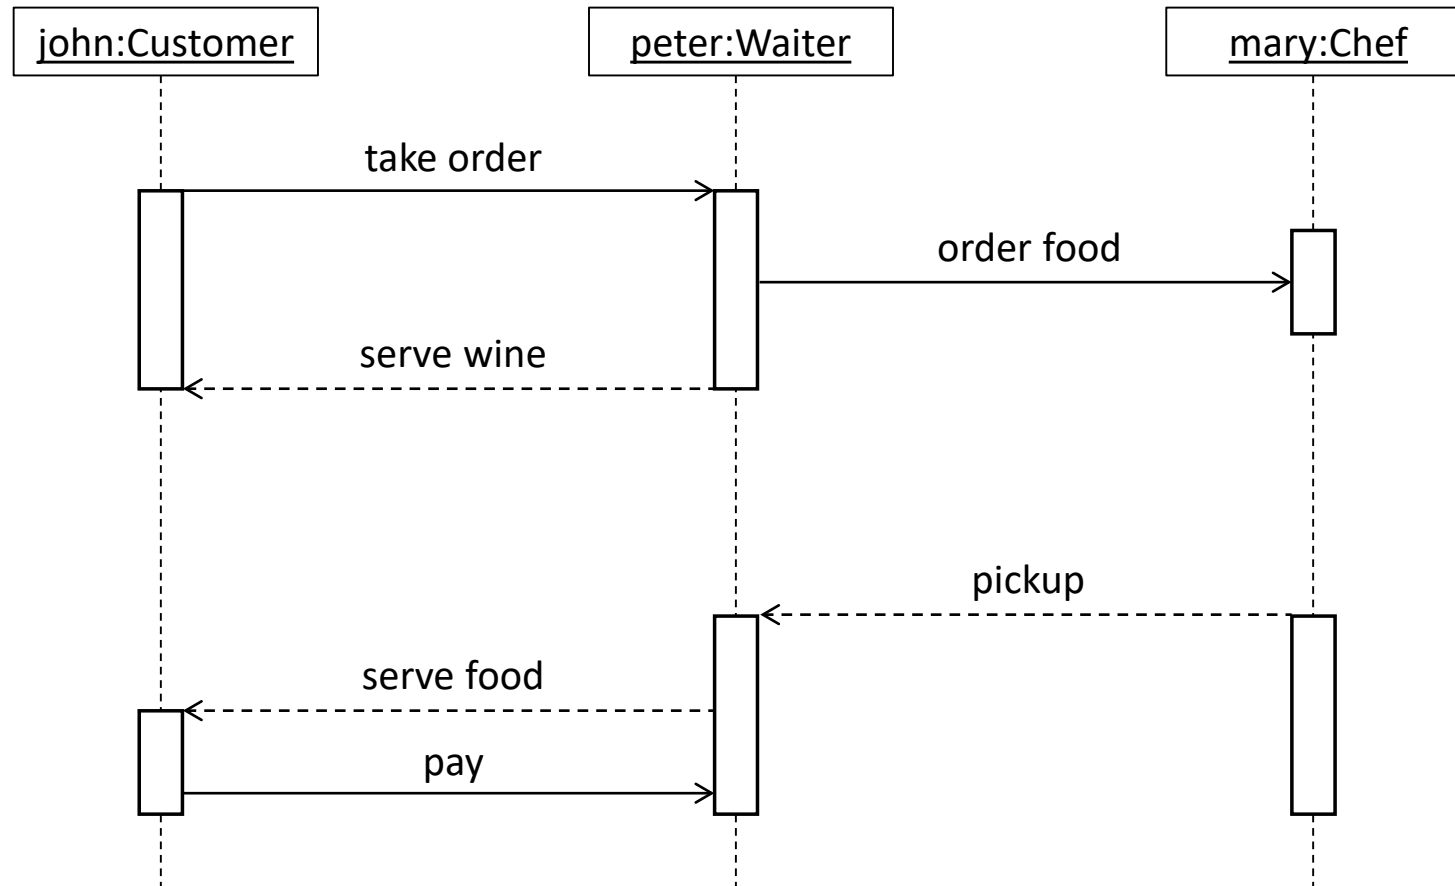 john:Customer
peter:Waiter
mary:Chef
take order
order food
serve wine
pickup
serve food
pay